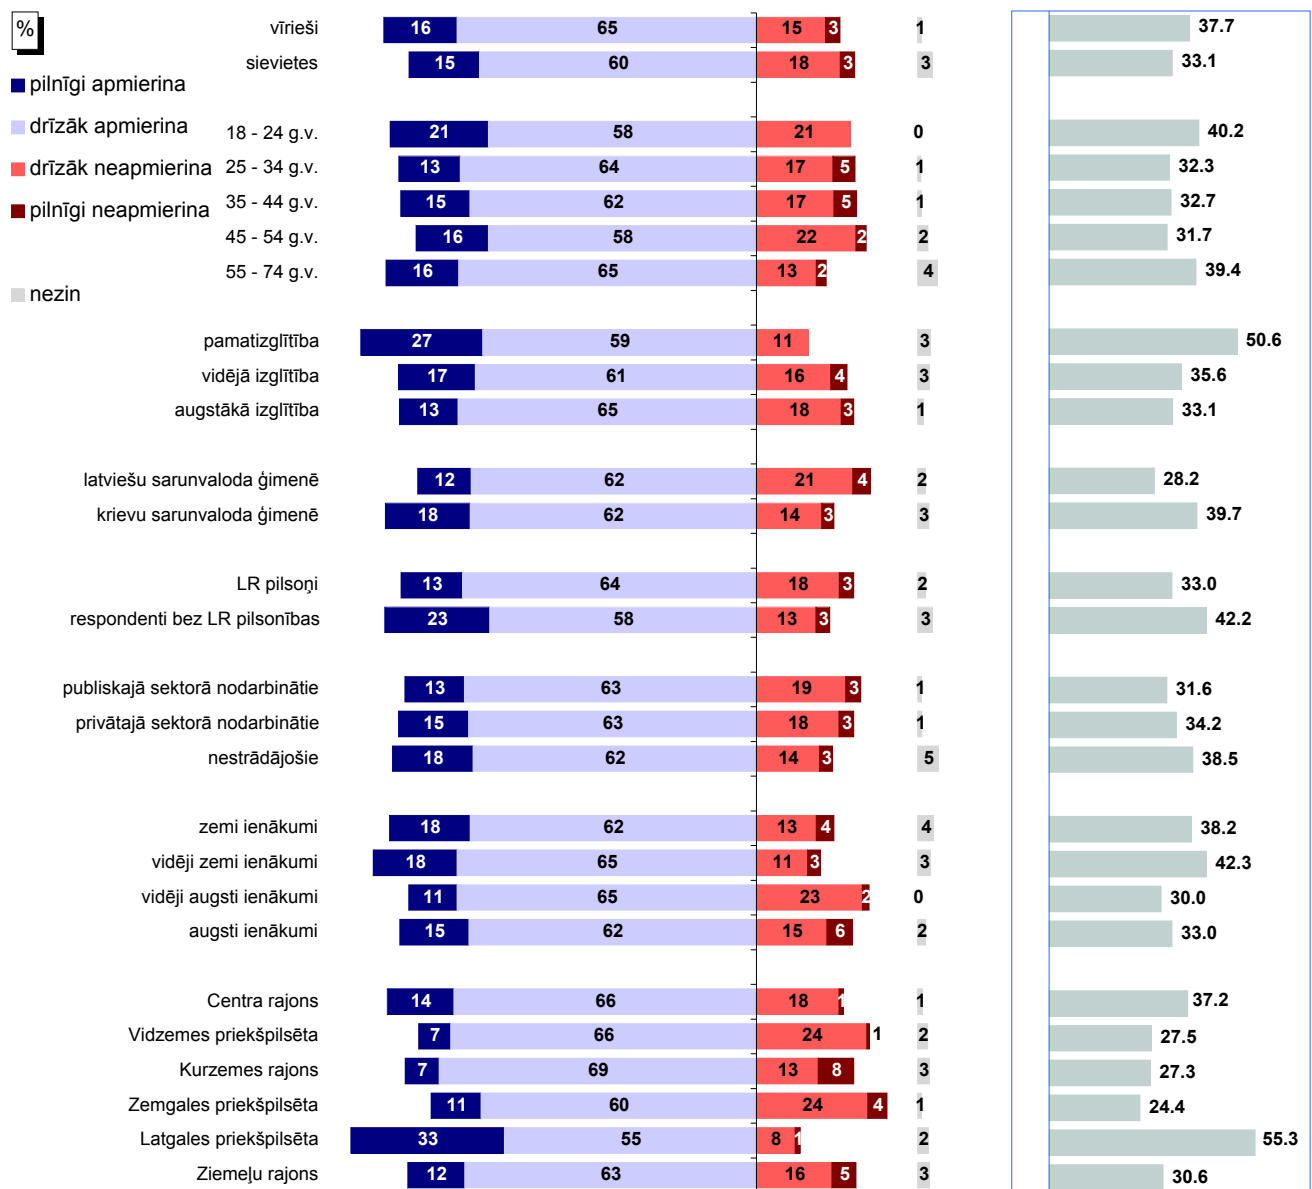 %
pilnīgi apmierina
drīzāk apmierina
drīzāk neapmierina
pilnīgi neapmierina
nezin
vīrieši 16 65 15 3 1 37.7
sievietes 15 60 18 3 3 33.1
18 - 24 g.v. 21 58 21 0 40.2
25 - 34 g.v. 13 64 17 5 1 32.3
35 - 44 g.v. 15 62 17 5 1 32.7
45 - 54 g.v. 16 58 22 2 2 31.7
55 - 74 g.v. 16 65 13 2 4 39.4
pamatizglītība 27 59 11 3 50.6
vidējā izglītība 17 61 16 4 3 35.6
augstākā izglītība 13 65 18 3 1 33.1
latviešu sarunvaloda ģimenē 12 62 21 4 2 28.2
krievu sarunvaloda ģimenē 18 62 14 3 3 39.7
LR pilsoņi 13 64 18 3 2 33.0
respondenti bez LR pilsonības 23 58 13 3 3 42.2
publiskajā sektorā nodarbinātie 13 63 19 3 1 31.6
privātajā sektorā nodarbinātie 15 63 18 3 1 34.2
nestrādājošie 18 62 14 3 5 38.5
zemi ienākumi 18 62 13 4 4 38.2
vidēji zemi ienākumi 18 65 11 3 3 42.3
vidēji augsti ienākumi 11 65 23 2 0 30.0
augsti ienākumi 15 62 15 6 2 33.0
Centra rajons 14 66 18 1 1 37.2
Vidzemes priekšpilsēta 7 66 24 1 2 27.5
Kurzemes rajons 7 69 13 8 3 27.3
Zemgales priekšpilsēta 11 60 24 4 1 24.4
Latgales priekšpilsēta 33 55 8 1 2 55.3
Ziemeļu rajons 12 63 16 5 3 30.6